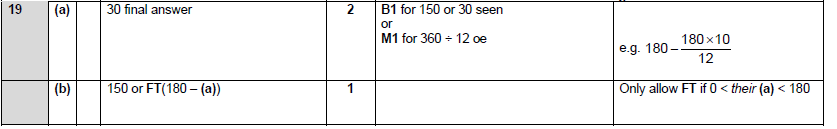 19 (a) 30 final answer 2 B1 for 150 or 30 seen
or
M1 for 360 ÷ 12 oe
e.g. 180 – 180×10/12
(b) 150 or FT(180 – (a)) 1 Only allow FT if 0 < their (a) < 180